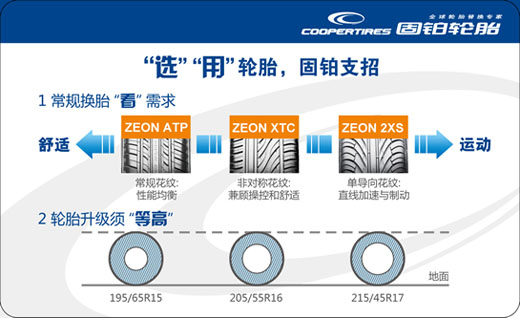 全球轮胎替换专家
COOPERTIRES 固铂轮胎
“选”“用”轮胎，固铂支招
1 常规换胎“看”需求
舒适 ZEON ATP ZEON XTC ZEON 2XS 运动
常规花纹: 非对称花纹: 单导向花纹:
性能均衡 兼顾操控和舒适 直线加速与制动
2 轮胎升级须“等高”
地面
195/65R15 205/55R16 215/45R17